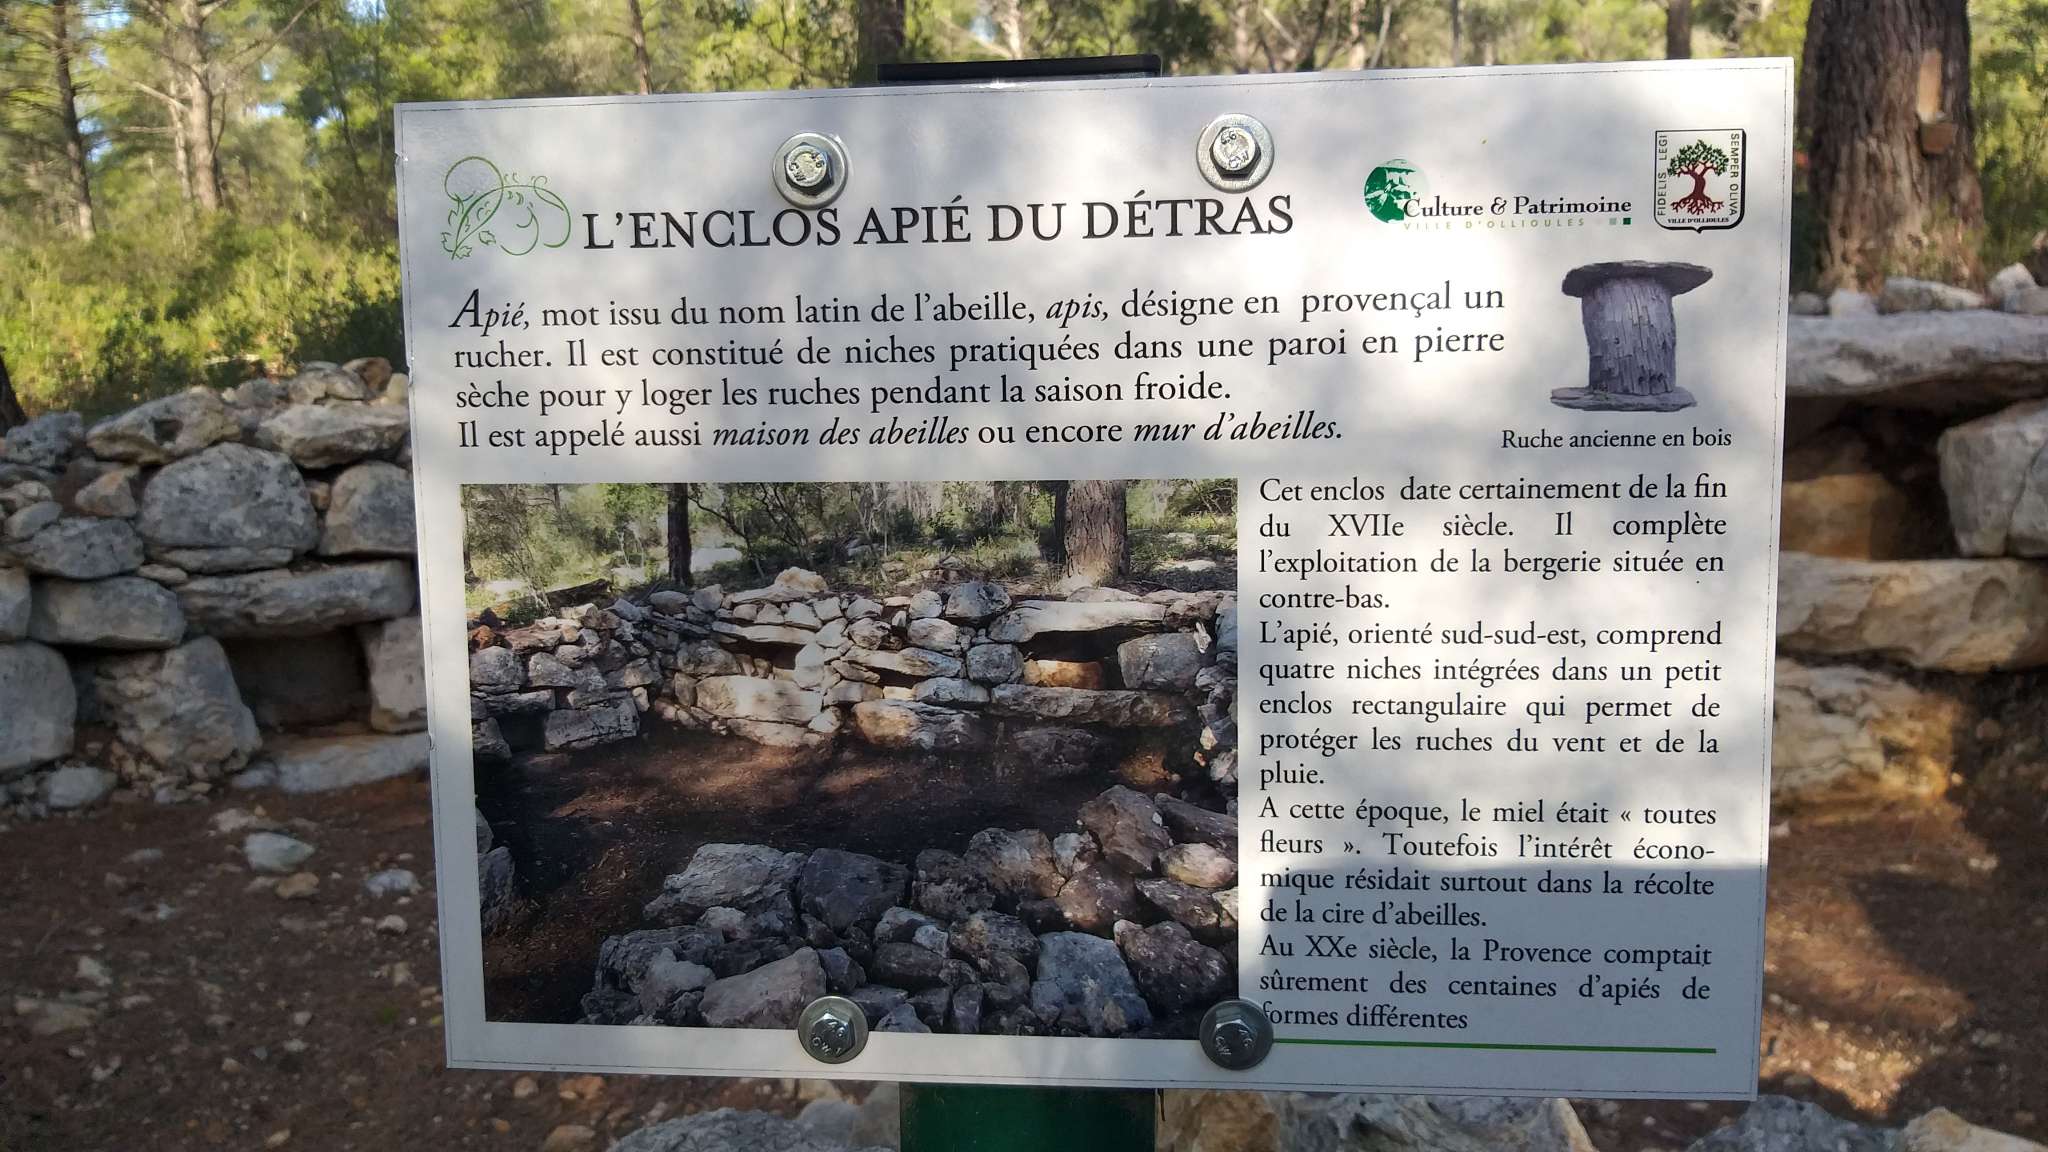 L'ENCLOS APIÉ DU DÉTRAS
Culture & Patrimoine
VILLE D'OLLIOULES
FIDELIS LEGI
SEMPER OLIVA
VILLE D'OLLIOULES
Apié, mot issu du nom latin de l'abeille, apis, désigne en provençal un
rucher. Il est constitué de niches pratiquées dans une paroi en pierre
sèche pour y loger les ruches pendant la saison froide.
Il est appelé aussi maison des abeilles ou encore mur d'abeilles.
Ruche ancienne en bois
Cet enclos date certainement de la fin
du XVIIe siècle. Il complète
l'exploitation de la bergerie située en
contre-bas.
L'apié, orienté sud-sud-est, comprend
quatre niches intégrées dans un petit
enclos rectangulaire qui permet de
protéger les ruches du vent et de la
pluie.
A cette époque, le miel était « toutes
fleurs ». Toutefois l'intérêt écono-
mique résidait surtout dans la récolte
de la cire d'abeilles.
Au XXe siècle, la Provence comptait
sûrement des centaines d'apiés de
formes différentes